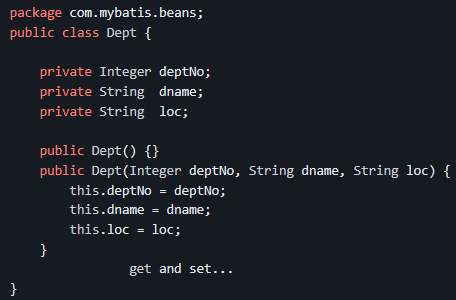 package com.mybatis.beans;
public class Dept {
private Integer deptNo;
private String  dname;
private String  loc;
public Dept() {}
public Dept(Integer deptNo, String dname, String loc) {
this.deptNo = deptNo;
this.dname = dname;
this.loc = loc;
}
get and set...
}